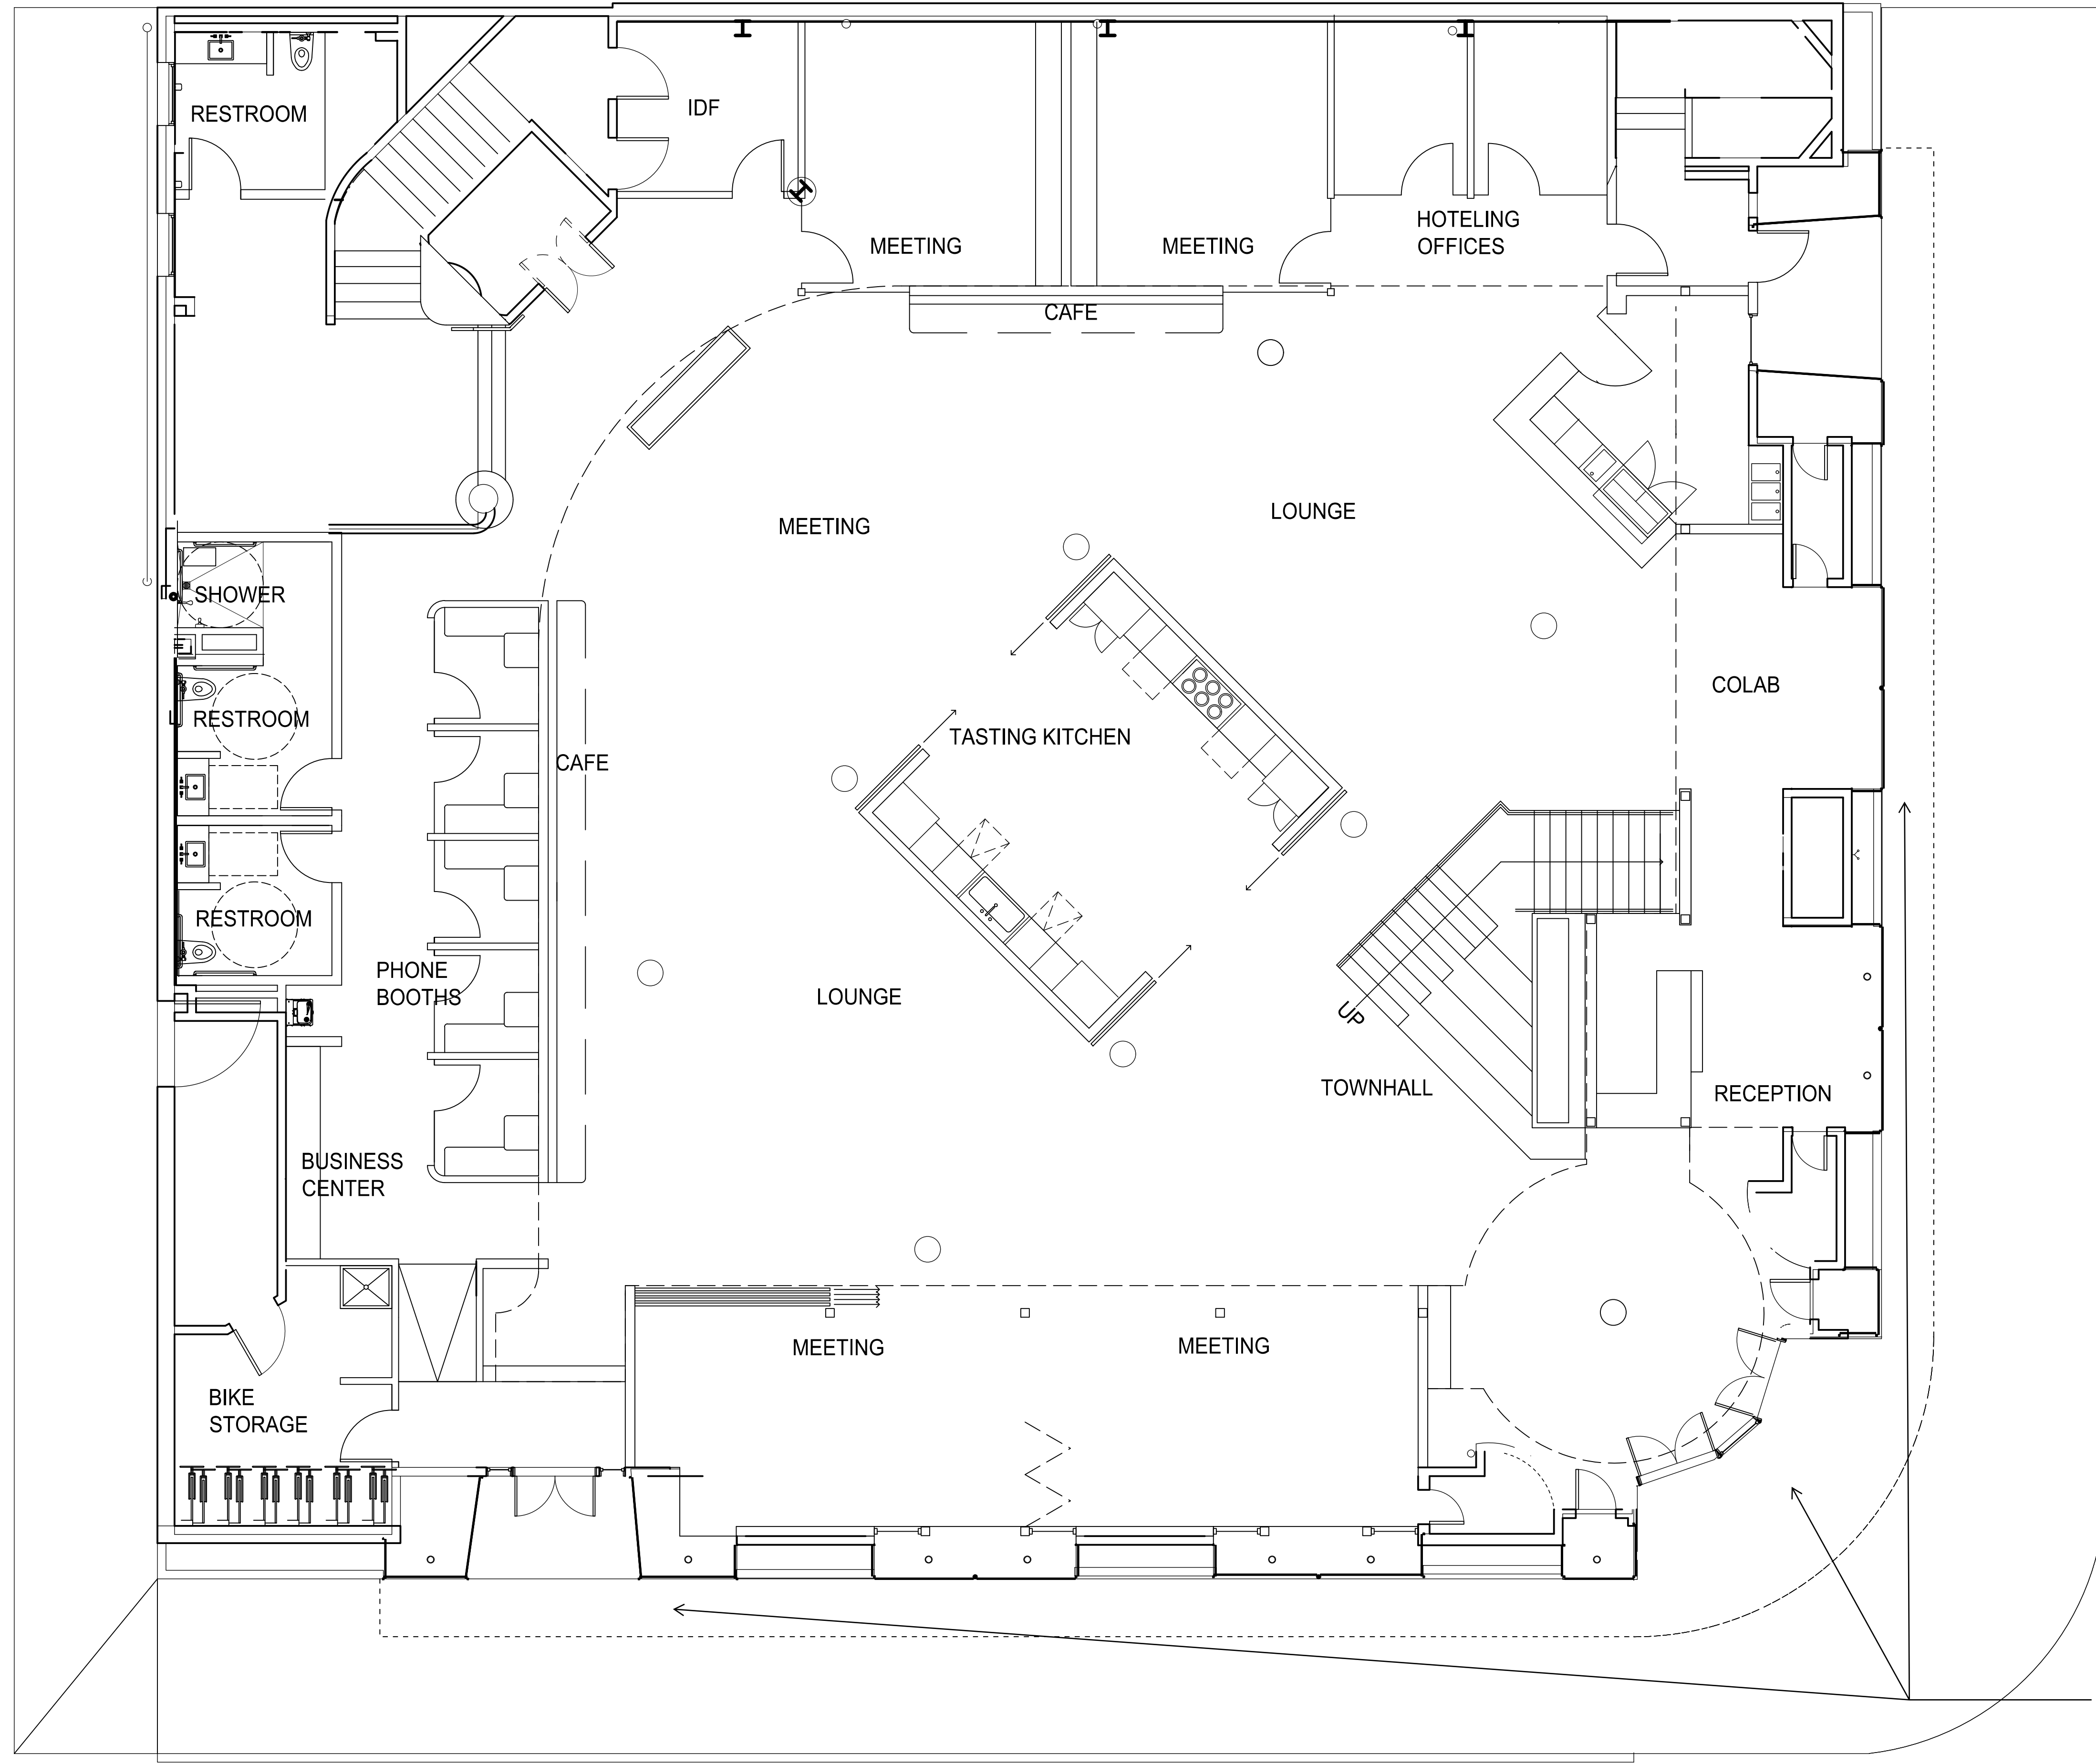 RESTROOM
IDF
MEETING
MEETING
HOTELING
OFFICES
CAFE
MEETING
LOUNGE
SHOWER
RESTROOM
TASTING KITCHEN
COLAB
CAFE
RESTROOM
PHONE
BOOTHS
LOUNGE
UP
TOWNHALL
RECEPTION
BUSINESS
CENTER
MEETING
MEETING
BIKE
STORAGE